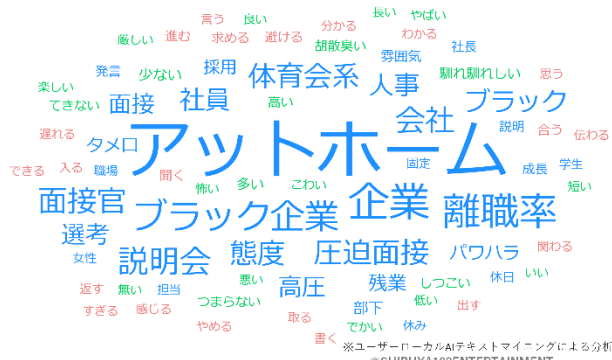 言う 良い 長い やばい
厳しい 進む 求める 避ける 分かる わかる
胡散臭い 雰囲気 社長
発言 少ない 採用 体育会系 人事 馴れ馴れしい 思う
楽しい てきない 面接 社員 高い 会社 ブラック
遅れる タメ口 アットホーム 説明 合う 伝わる
できる 入る 職場 聞く 固定 成長 学生
怖い 多い こわい 短い
面接官 ブラック企業 企業 離職率
選考 説明会 態度 圧迫面接 パワハラ 関わる
女性 返す 無い 担当 悪い 高圧 残業 しつこい 休日 いい
すぎる 感じる つまらない 部下 低い 出す
やめる 取る でかい 休み
書く
※ユーザーローカルAIテキストマイニングによる分析
©SHIBUYA109ENTERTAINMENT